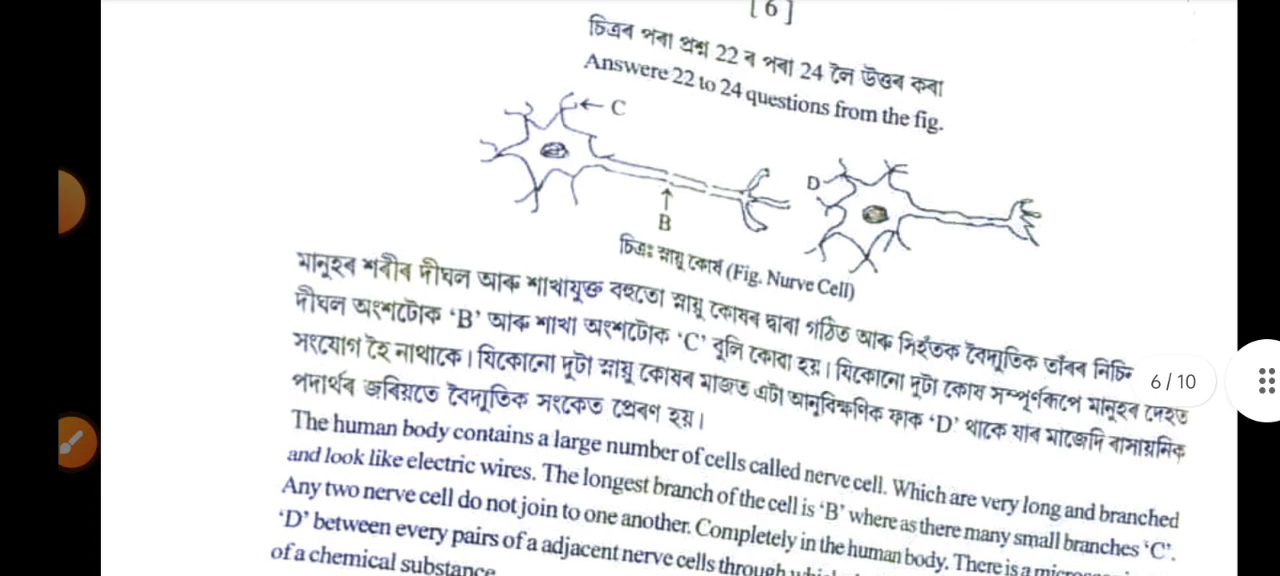 [6]
চিত্ৰৰ পৰা প্ৰশ্ন 22 ৰ পৰা 24 লৈ উত্তৰ কৰা
Answere 22 to 24 questions from the fig.
C
D
B
চিত্ৰঃ স্নায়ু কোষ (Fig. Nurve Cell)
মানুহৰ শৰীৰ দীঘল আৰু শাখাযুক্ত বহুতো স্নায়ু কোষৰ দ্বাৰা গঠিত আৰু সিহঁতক বৈদ্যুতিক তাঁৰৰ নিচি
দীঘল অংশটোক ‘B’ আৰু শাখা অংশটোক ‘C’ বুলি কোৱা হয়। যিকোনো দুটা কোষ সম্পূৰ্ণৰূপে মানুহৰ দেহত
সংযোগ হৈ নাথাকে। যিকোনো দুটা স্নায়ু কোষৰ মাজত এটা আনুবিক্ষণিক ফাক ‘D’ থাকে যাৰ মাজেদি ৰাসায়নিক
পদাৰ্থৰ জৰিয়তে বৈদ্যুতিক সংকেত প্ৰেৰণ হয়।
The human body contains a large number of cells called nerve cell. Which are very long and branched
and look like electric wires. The longest branch of the cell is ‘B’ where as there many small branches ‘C’.
Any two nerve cell do not join to one another. Completely in the human body. There is a
‘D’ between every pairs of a adjacent nerve cells through
of a chemical substance
6/10